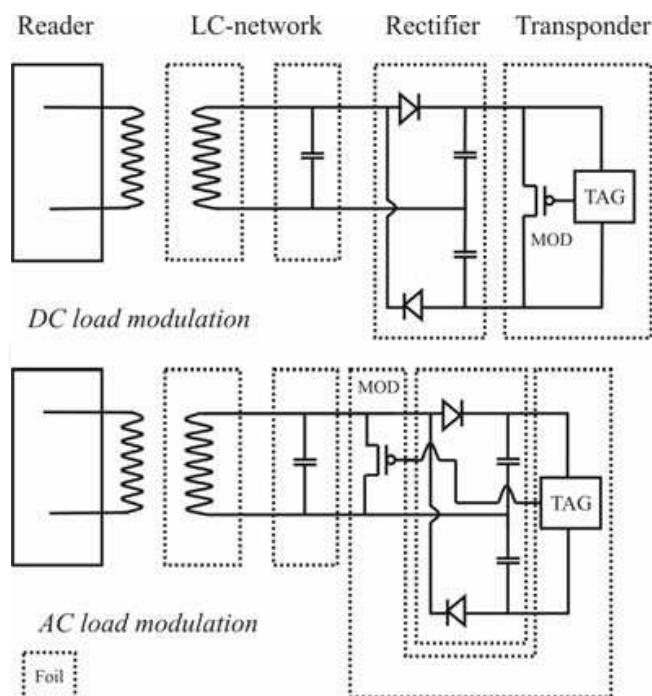 Reader LC-network Rectifier Transponder
TAG
MOD
DC load modulation
MOD
TAG
AC load modulation
Foil